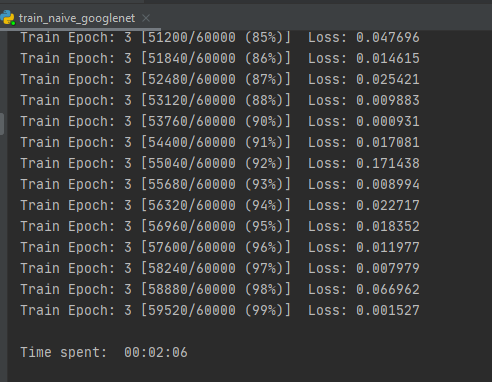 train_naive_googlenet ×
Train Epoch: 3 [51200/60000 (85%)]  Loss: 0.047696
Train Epoch: 3 [51840/60000 (86%)]  Loss: 0.014615
Train Epoch: 3 [52480/60000 (87%)]  Loss: 0.025421
Train Epoch: 3 [53120/60000 (88%)]  Loss: 0.009883
Train Epoch: 3 [53760/60000 (90%)]  Loss: 0.000931
Train Epoch: 3 [54400/60000 (91%)]  Loss: 0.017081
Train Epoch: 3 [55040/60000 (92%)]  Loss: 0.171438
Train Epoch: 3 [55680/60000 (93%)]  Loss: 0.008994
Train Epoch: 3 [56320/60000 (94%)]  Loss: 0.022717
Train Epoch: 3 [56960/60000 (95%)]  Loss: 0.018352
Train Epoch: 3 [57600/60000 (96%)]  Loss: 0.011977
Train Epoch: 3 [58240/60000 (97%)]  Loss: 0.007979
Train Epoch: 3 [58880/60000 (98%)]  Loss: 0.066962
Train Epoch: 3 [59520/60000 (99%)]  Loss: 0.001527
Time spent:  00:02:06